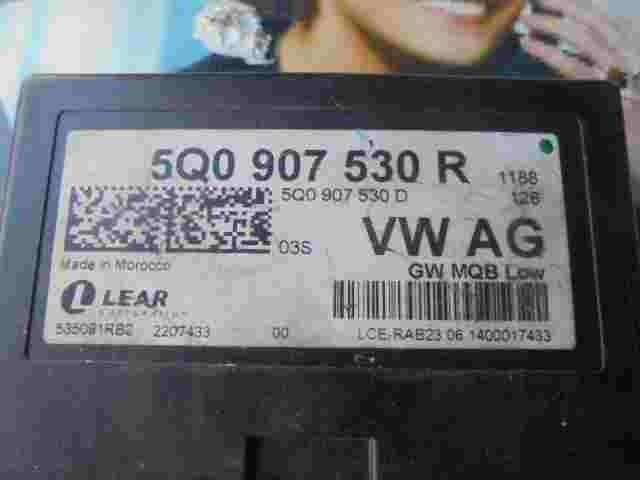 5Q0 907 530 R 1188
5Q0 907 530 D 126
03S VW AG
Made in Morocco GW MQB Low
LEAR
CORPORATION
535091RB2 2207433 00 LCE-RAB23.06 1400017433